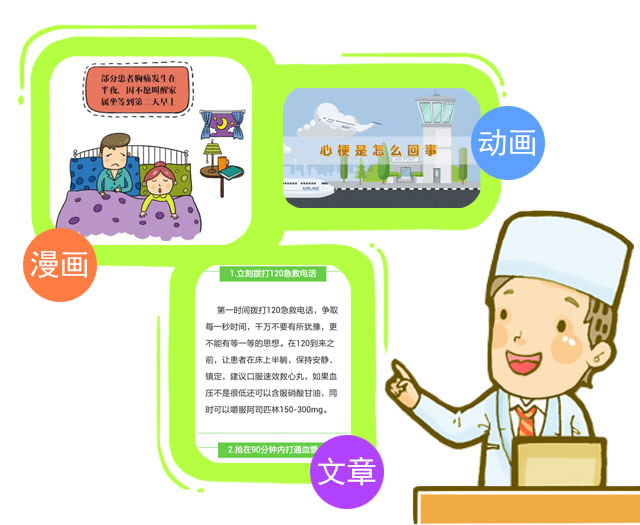 部分患者胸痛发生在
半夜，因不愿叫醒家
属坐等到第二天早上
漫画
心梗是怎么回事
AIRLINE
动画
1.立刻拨打120急救电话
第一时间拨打120急救电话，争取
每一秒时间，千万不要有所犹豫，更
不能有等一等的思想。在120到来之
前，让患者在床上半躺，保持安静、
镇定，建议口服速效救心丸，如果血
压不是很低还可以含服硝酸甘油，同
时可以嚼服阿司匹林150-300mg。
2.抢在90分钟内打通血管
文章